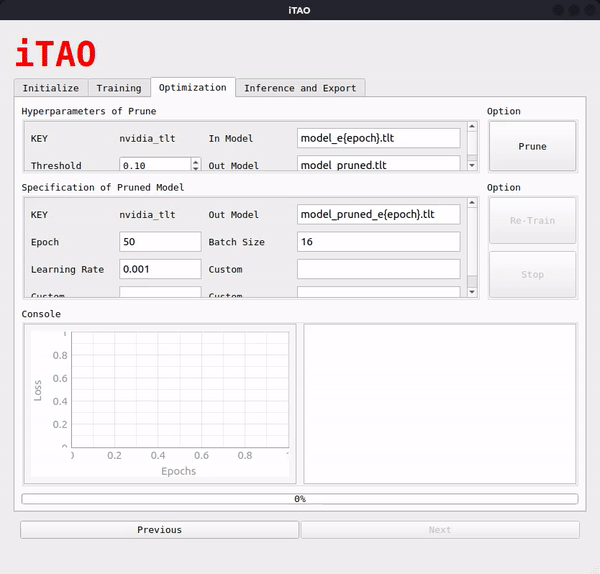 iTAO
iTAO
Initialize Training Optimization Inference and Export
Hyperparameters of Prune Option
KEY nvidia_tlt In Model model_e{epoch}.tlt
Prune
Threshold 0.10 Out Model model_pruned.tlt
Specification of Pruned Model Option
KEY nvidia_tlt Out Model model_pruned_e{epoch}.tlt
Re-Train
Epoch 50 Batch Size 16
Learning Rate 0.001 Custom
Stop
Custom Custom
Console
0.8
0.6
0.4
0.2
Loss
0.2 0.4 0.6 0.8
Epochs
0%
Previous Next